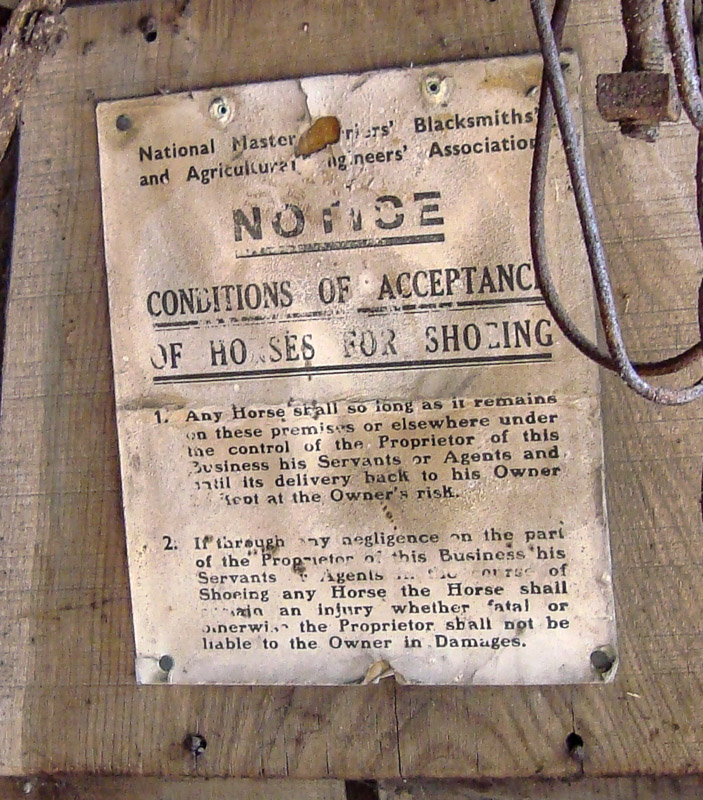 National Master Farriers' Blacksmiths'
and Agricultural Engineers' Association
NOTICE
CONDITIONS OF ACCEPTANCE
OF HORSES FOR SHOEING
1. Any Horse shall so long as it remains
on these premises or elsewhere under
the control of the Proprietor of this
Business his Servants or Agents and
until its delivery back to his Owner
kept at the Owner's risk.
2. If through any negligence on the part
of the Proprietor of this Business his
Servants or Agents in the course of
Shoeing any Horse the Horse shall
sustain an injury whether fatal or
otherwise the Proprietor shall not be
liable to the Owner in Damages.